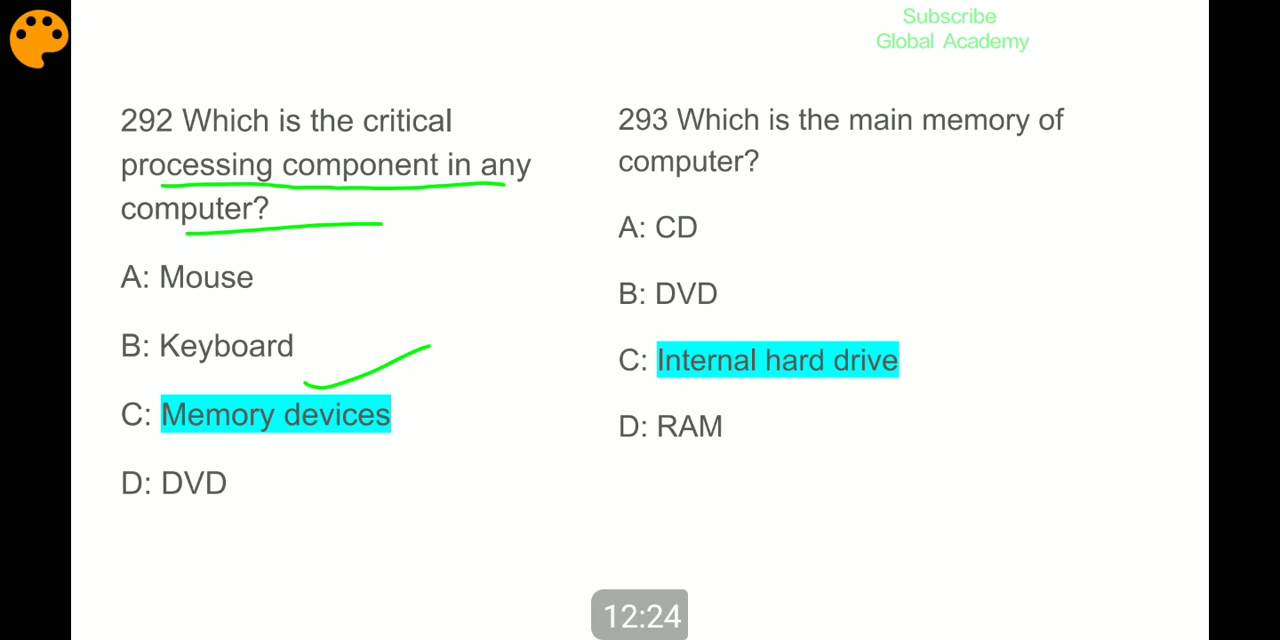 Subscribe
Global Academy
292 Which is the critical
processing component in any
computer?
A: Mouse
B: Keyboard
C: Memory devices
D: DVD
293 Which is the main memory of
computer?
A: CD
B: DVD
C: Internal hard drive
D: RAM
12:24